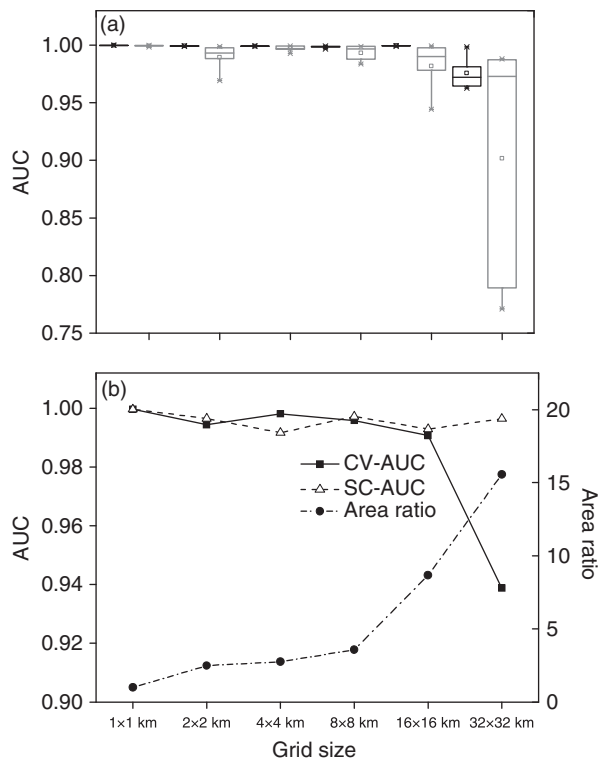 (a)
1.00
0.95
0.90
0.85
0.80
0.75
AUC
(b)
1.00
0.98
0.96
0.94
0.92
0.90
AUC
CV-AUC
SC-AUC
Area ratio
20
15
10
5
0
Area ratio
1×1 km 2×2 km 4×4 km 8×8 km 16×16 km 32×32 km
Grid size